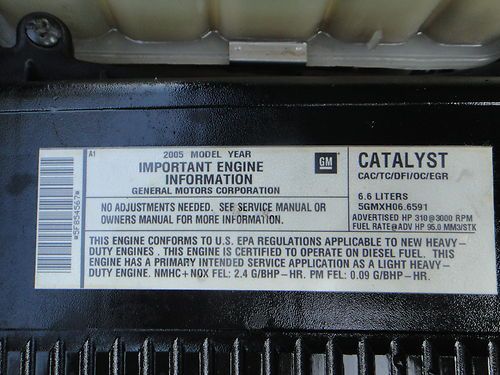 *5F854567*
A1
2005 MODEL YEAR
IMPORTANT ENGINE
INFORMATION
GENERAL MOTORS CORPORATION
GM
NO ADJUSTMENTS NEEDED. SEE SERVICE MANUAL OR
OWNERS MANUAL FOR MORE INFORMATION.
CATALYST
CAC/TC/DFI/OC/EGR
6.6 LITERS
5GMXH06.6591
ADVERTISED HP 310@3000 RPM
FUEL RATE@ADV HP 95.0 MM3/STK
THIS ENGINE CONFORMS TO U.S. EPA REGULATIONS APPLICABLE TO NEW HEAVY-
DUTY ENGINES. THIS ENGINE IS CERTIFIED TO OPERATE ON DIESEL FUEL. THIS
ENGINE HAS A PRIMARY INTENDED SERVICE APPLICATION AS A LIGHT HEAVY-
DUTY ENGINE. NMHC+NOX FEL: 2.4 G/BHP-HR. PM FEL: 0.09 G/BHP-HR.